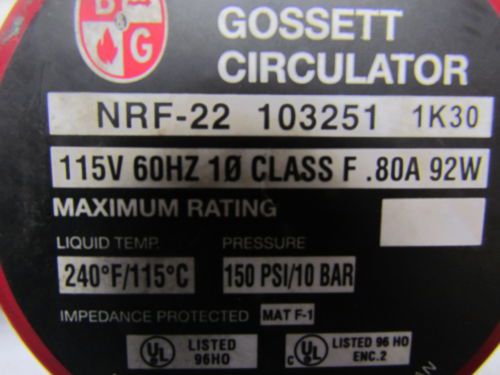 B G
GOSSETT
CIRCULATOR
NRF-22 103251 1K30
115V 60HZ 1Ø CLASS F .80A 92W
MAXIMUM RATING
LIQUID TEMP. PRESSURE
240°F/115°C 150 PSI/10 BAR
IMPEDANCE PROTECTED MAT F-1
UL LISTED 96HO
C UL LISTED 96 HO
ENC.2